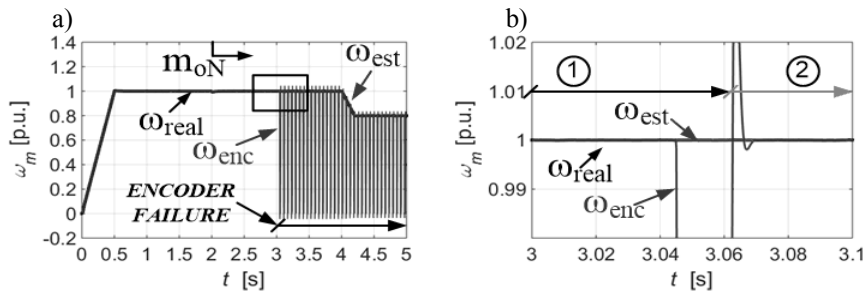 a)
1.4
1.2
1
0.8
0.6
0.4
0.2
0
-0.2
ω_m [p.u.]
m_oN
ω_est
ω_real
ω_enc
ENCODER
FAILURE
0 0.5 1 1.5 2 2.5 3 3.5 4 4.5 5
t [s]
b)
1.02
1.01
1
0.99
ω_m [p.u.]
1
2
ω_est
ω_real
ω_enc
3 3.02 3.04 3.06 3.08 3.1
t [s]